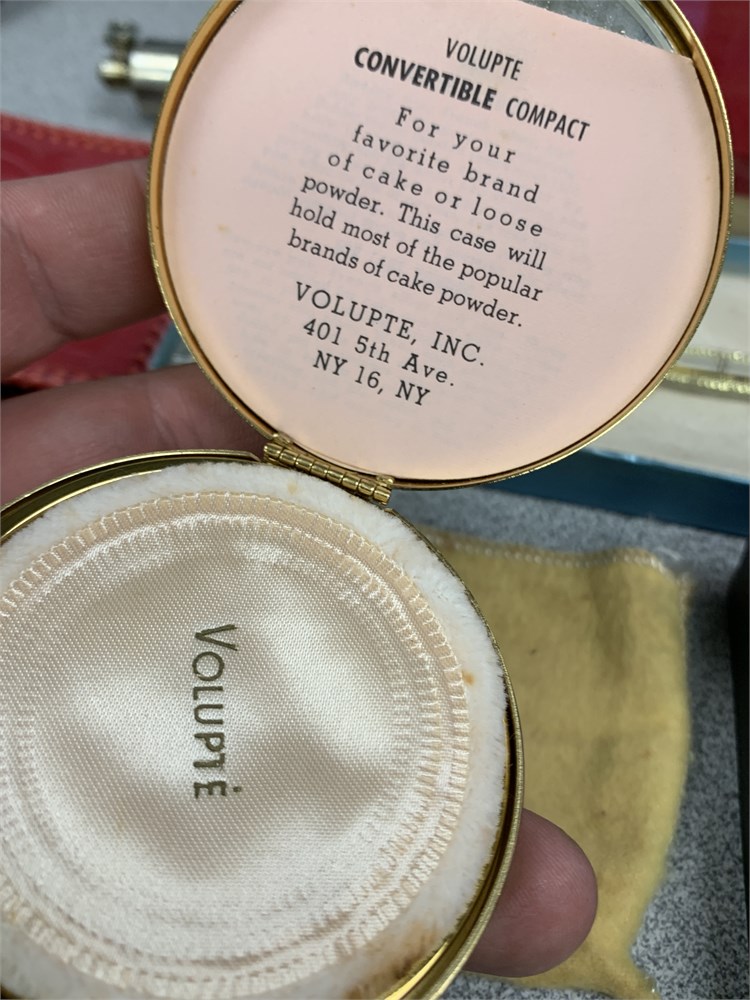 VOLUPTE
CONVERTIBLE COMPACT
For your
favorite brand
of cake or loose
powder. This case will
hold most of the popular
brands of cake powder.
VOLUPTE, INC.
401 5th Ave.
NY 16, NY
VOLUPTÉ